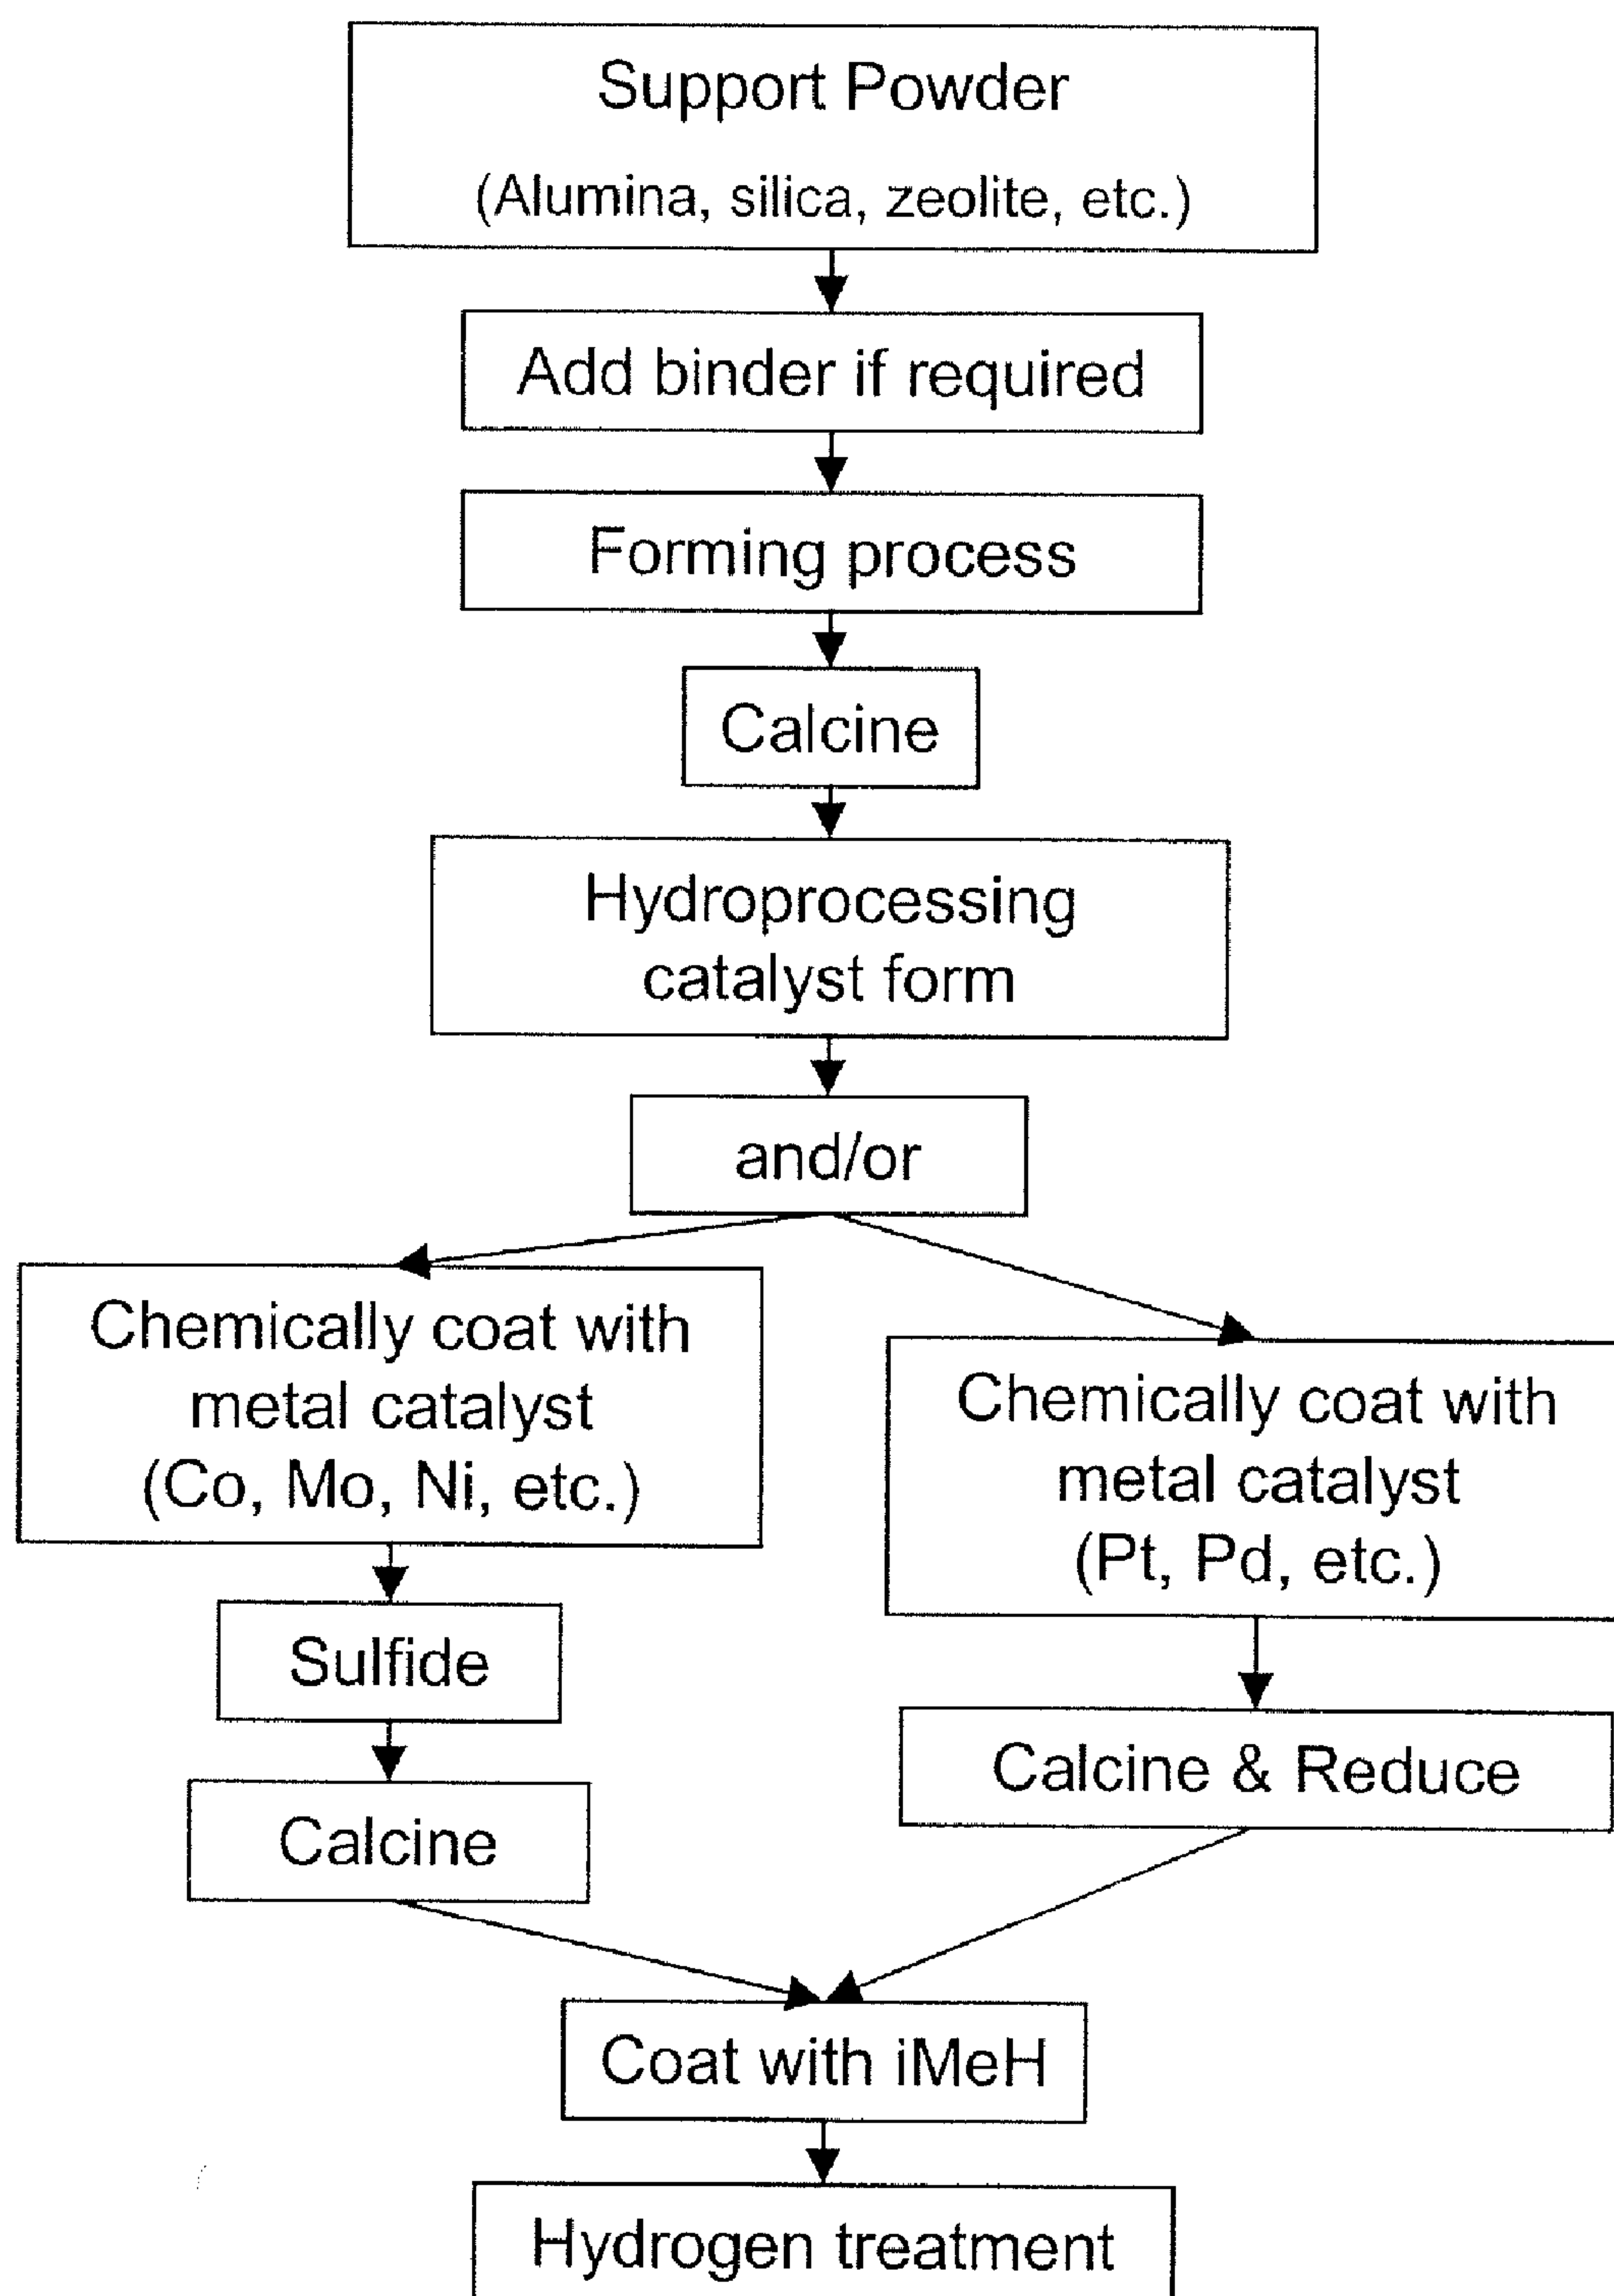 Support Powder
(Alumina, silica, zeolite, etc.)
Add binder if required
Forming process
Calcine
Hydroprocessing
catalyst form
and/or
Chemically coat with
metal catalyst
(Co, Mo, Ni, etc.)
Chemically coat with
metal catalyst
(Pt, Pd, etc.)
Sulfide
Calcine & Reduce
Calcine
Coat with iMeH
Hydrogen treatment